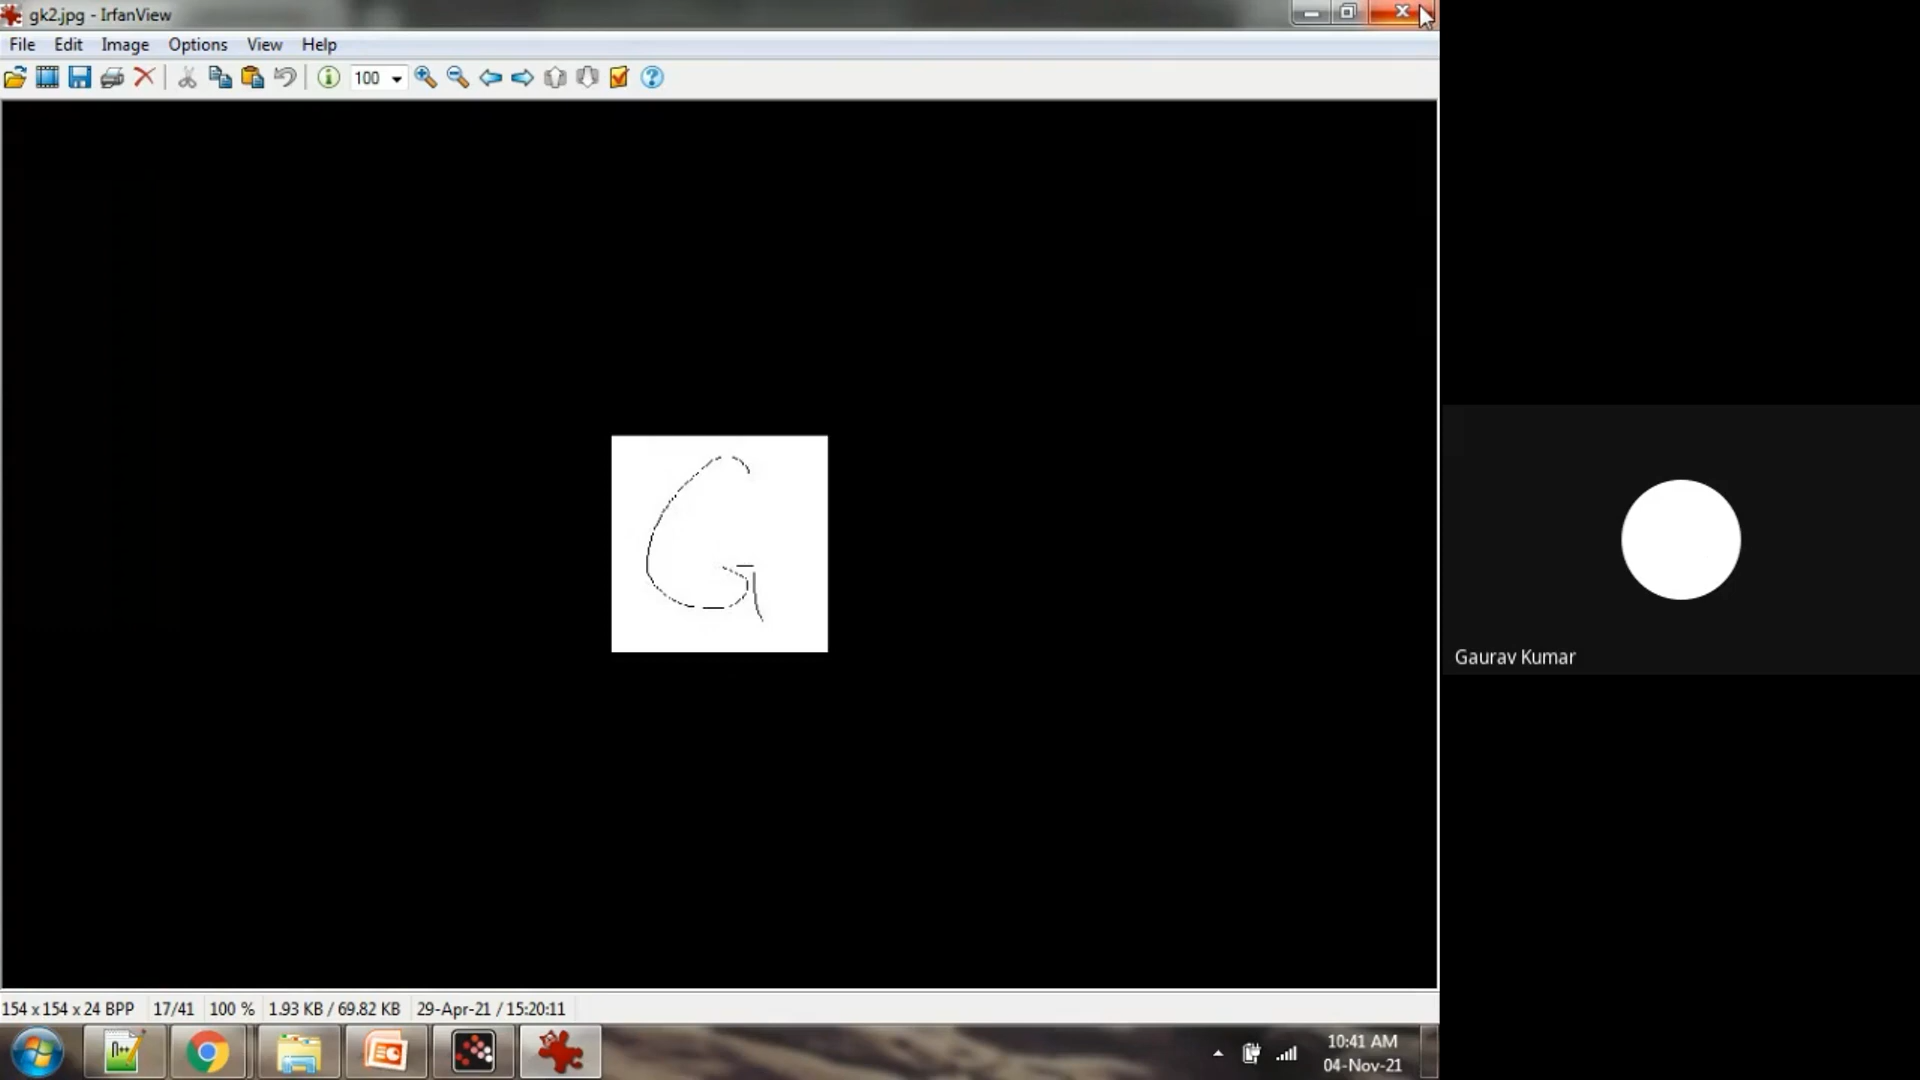 gk2.jpg - IrfanView
File Edit Image Options View Help
100
G
Gaurav Kumar
154 x 154 x 24 BPP 17/41 100 % 1.93 KB / 69.82 KB 29-Apr-21 / 15:20:11
n++
10:41 AM
04-Nov-21